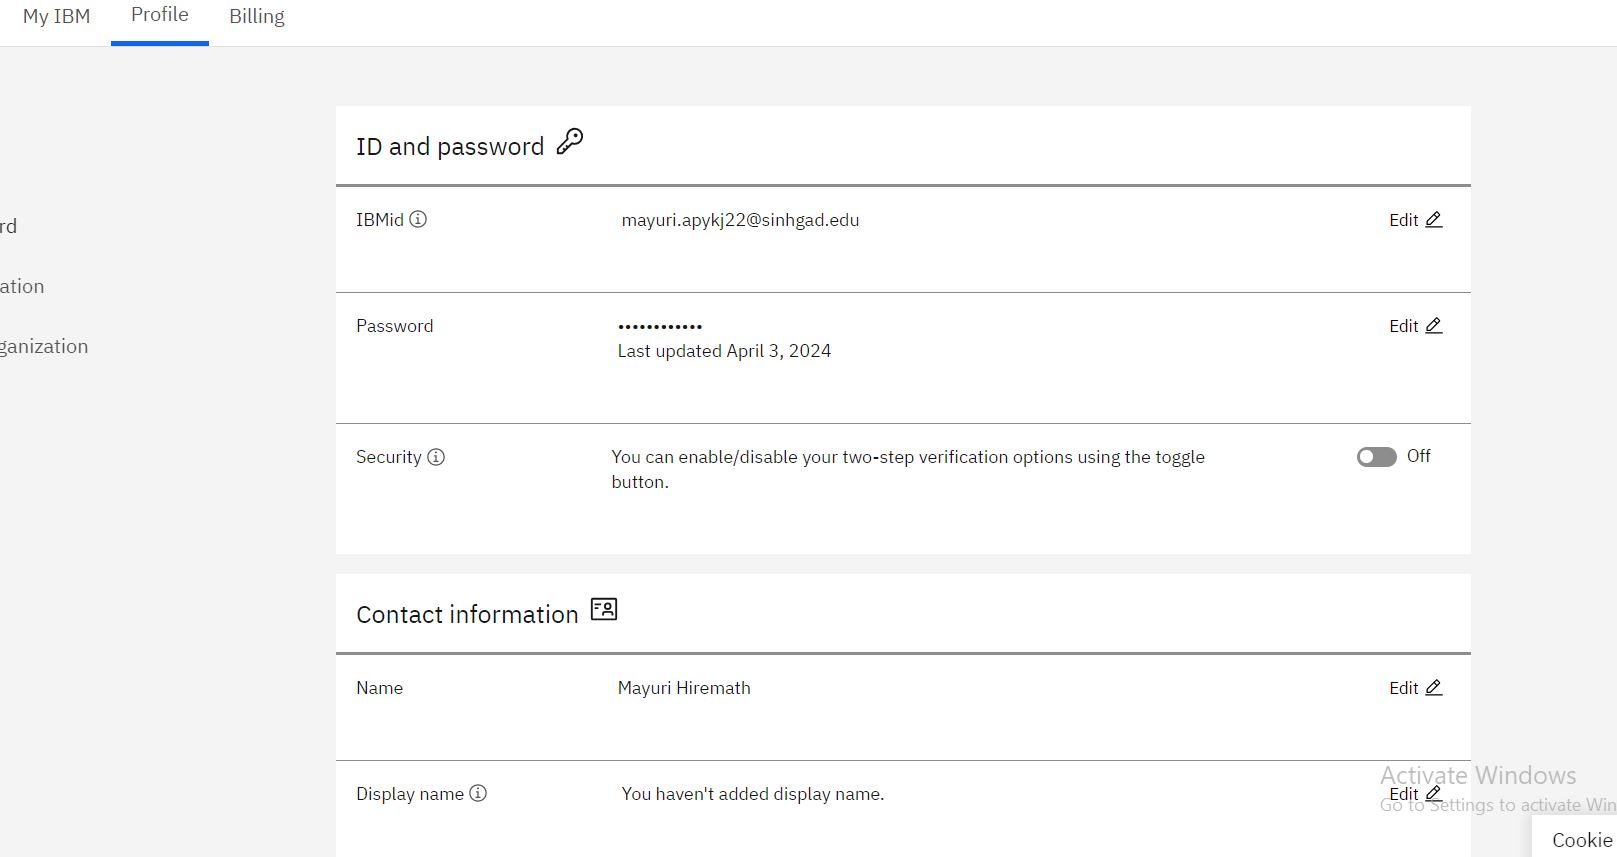 My IBM
Profile
Billing
rd
ation
ganization
ID and password
IBMid
mayuri.apykj22@sinhgad.edu
Edit
Password
••••••••••••
Edit
Last updated April 3, 2024
Security
You can enable/disable your two-step verification options using the toggle
button.
Off
Contact information
Name
Mayuri Hiremath
Edit
Display name
You haven't added display name.
Edit
Activate Windows
Go to Settings to activate Win
Cookie